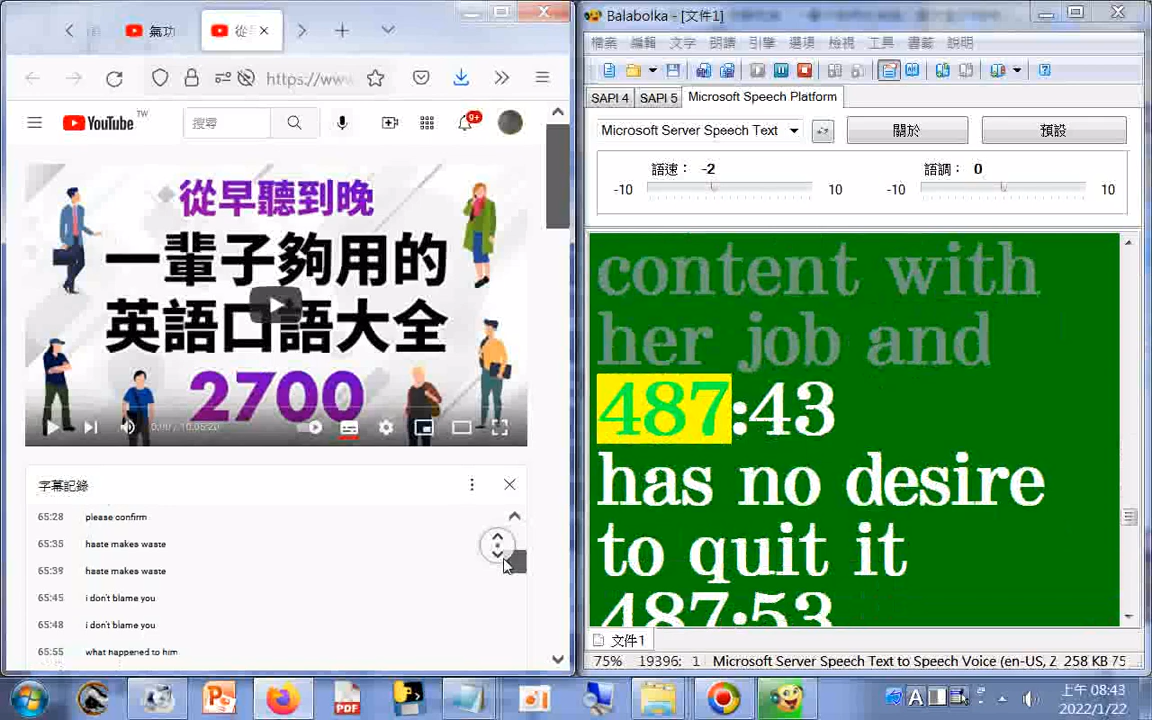 氣功
從
https://www
YouTube
TW
搜尋
9+
從早聽到晚
一輩子夠用的
英語口語大全
2700
0:00 / 10:05:20
字幕記錄
65:28 please confirm
65:35 haste makes waste
65:39 haste makes waste
65:45 i don't blame you
65:48 i don't blame you
65:55 what happened to him
Balabolka - [文件1]
檔案 編輯 文字 朗讀 引擎 選項 檢視 工具 書籤 說明
SAPI 4 SAPI 5 Microsoft Speech Platform
Microsoft Server Speech Text
關於
預設
語速： -2
語調： 0
-10 10 -10 10
content with
her job and
487:43
has no desire
to quit it
487:53
文件1
75% 19396: 1 Microsoft Server Speech Text to Speech Voice (en-US, Z 258 KB 75
PDF
上午 08:43
2022/1/22